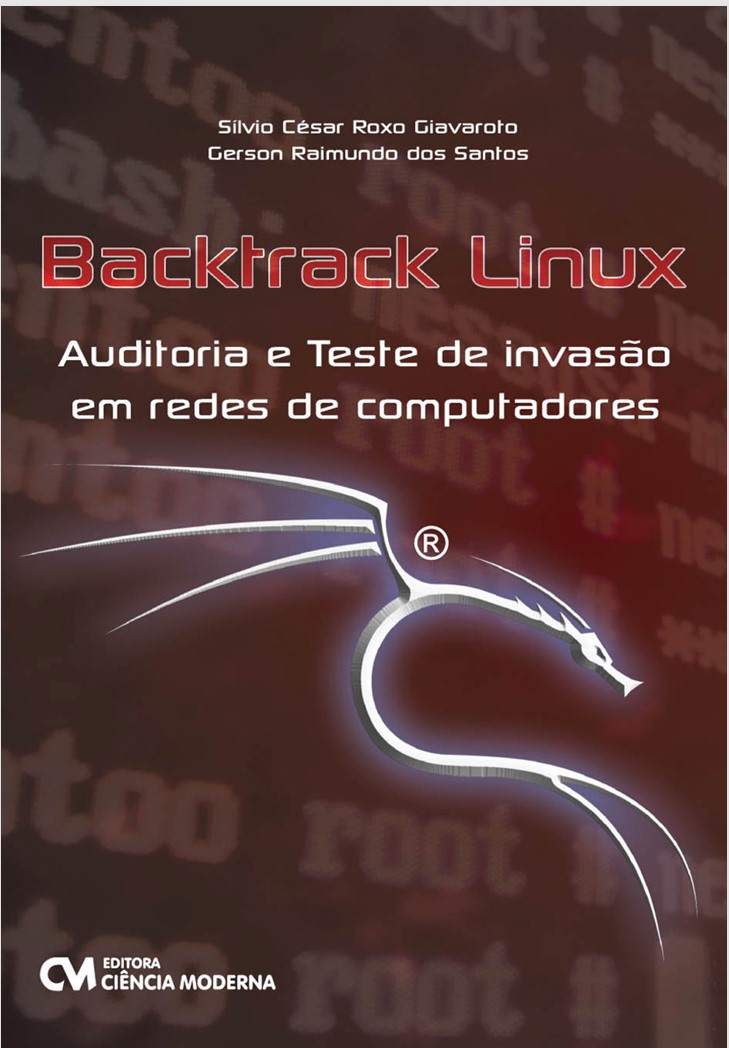 Sílvio César Roxo Giavaroto
Gerson Raimundo dos Santos
Backtrack Linux
Auditoria e Teste de invasão
em redes de computadores
®
CM EDITORA
CIÊNCIA MODERNA